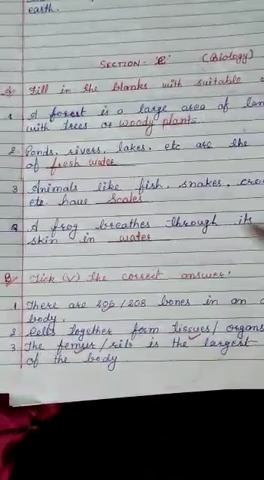 earth.
SECTION - 'C' (Biology)
Fill in the blanks with suitable
1 A forest is a large area of
with trees or woody plants.
2 Ponds, rivers, lakes, etc are the
of fresh water
3 Animals like fish, snakes,
etc have scales
A frog breathes through its
skin in water
B Tick (√) the correct answer.
1 There are 206/208 bones in an
body.
2 Cells together form tissues/organs
3 The femur/rib is the largest
of the body